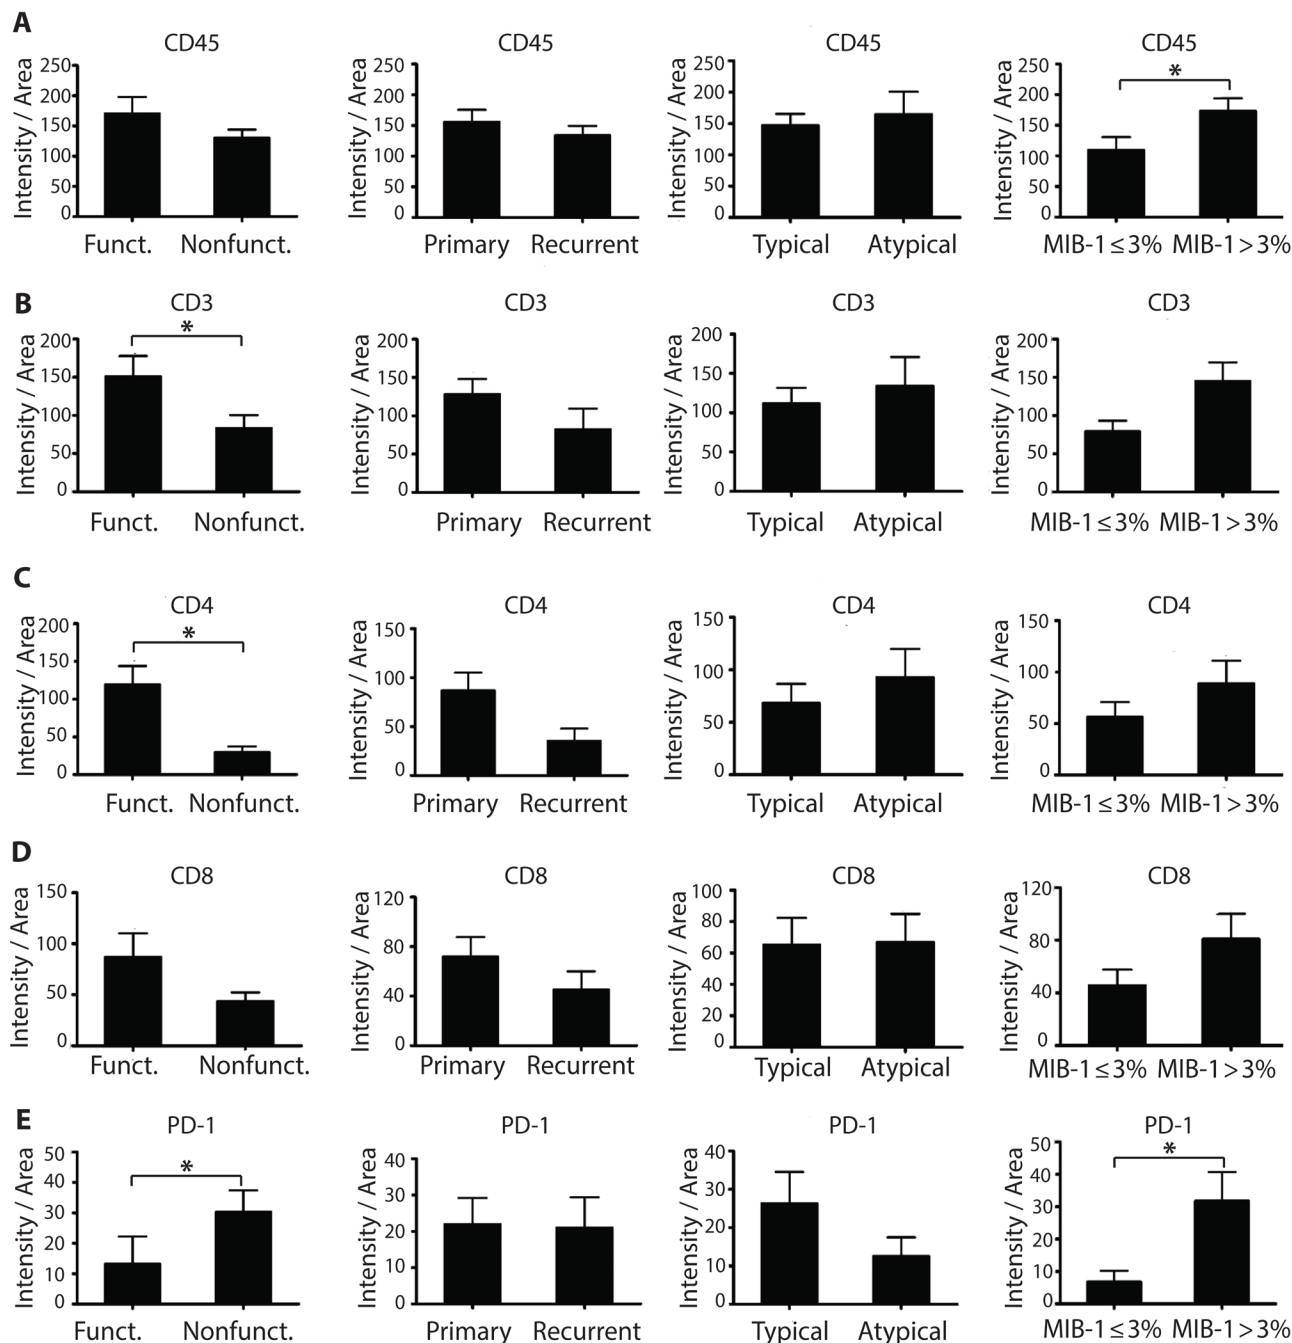 A
CD45 CD45 CD45 CD45
Intensity / Area Intensity / Area Intensity / Area Intensity / Area
250 250 250 250
200 200 200 200
150 150 150 150
100 100 100 100
50 50 50 50
0 0 0 0
*
Funct. Nonfunct. Primary Recurrent Typical Atypical MIB-1 ≤ 3% MIB-1 > 3%
B
CD3 CD3 CD3 CD3
Intensity / Area Intensity / Area Intensity / Area Intensity / Area
200 200 200 200
150 150 150 150
100 100 100 100
50 50 50 50
0 0 0 0
*
Funct. Nonfunct. Primary Recurrent Typical Atypical MIB-1 ≤ 3% MIB-1 > 3%
C
CD4 CD4 CD4 CD4
Intensity / Area Intensity / Area Intensity / Area Intensity / Area
200 150 150 150
150 100 100 100
100 50 50 50
50 0 0 0
0
*
Funct. Nonfunct. Primary Recurrent Typical Atypical MIB-1 ≤ 3% MIB-1 > 3%
D
CD8 CD8 CD8 CD8
Intensity / Area Intensity / Area Intensity / Area Intensity / Area
150 120 100 120
100 80 80 80
50 40 60 40
0 0 40 0
20
0
Funct. Nonfunct. Primary Recurrent Typical Atypical MIB-1 ≤ 3% MIB-1 > 3%
E
PD-1 PD-1 PD-1 PD-1
Intensity / Area Intensity / Area Intensity / Area Intensity / Area
50 40 40 50
40 30 30 40
30 20 20 30
20 10 10 20
10 0 0 10
0 0
* *
Funct. Nonfunct. Primary Recurrent Typical Atypical MIB-1 ≤ 3% MIB-1 > 3%